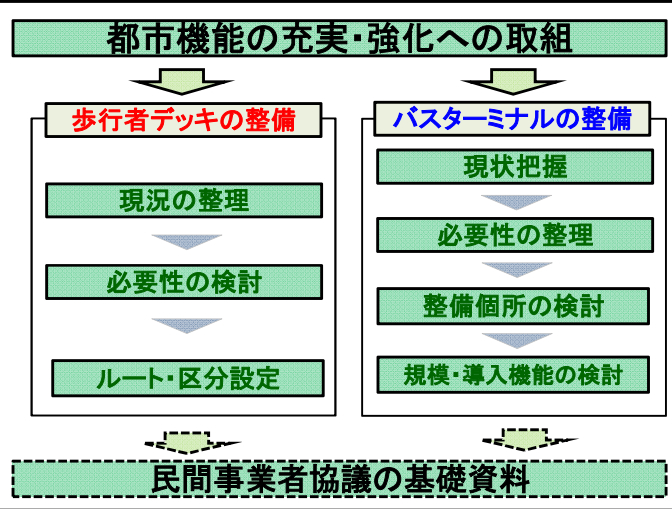 都市機能の充実・強化への取組
歩行者デッキの整備
現況の整理
必要性の検討
ルート・区分設定
バスターミナルの整備
現状把握
必要性の整理
整備個所の検討
規模・導入機能の検討
民間事業者協議の基礎資料